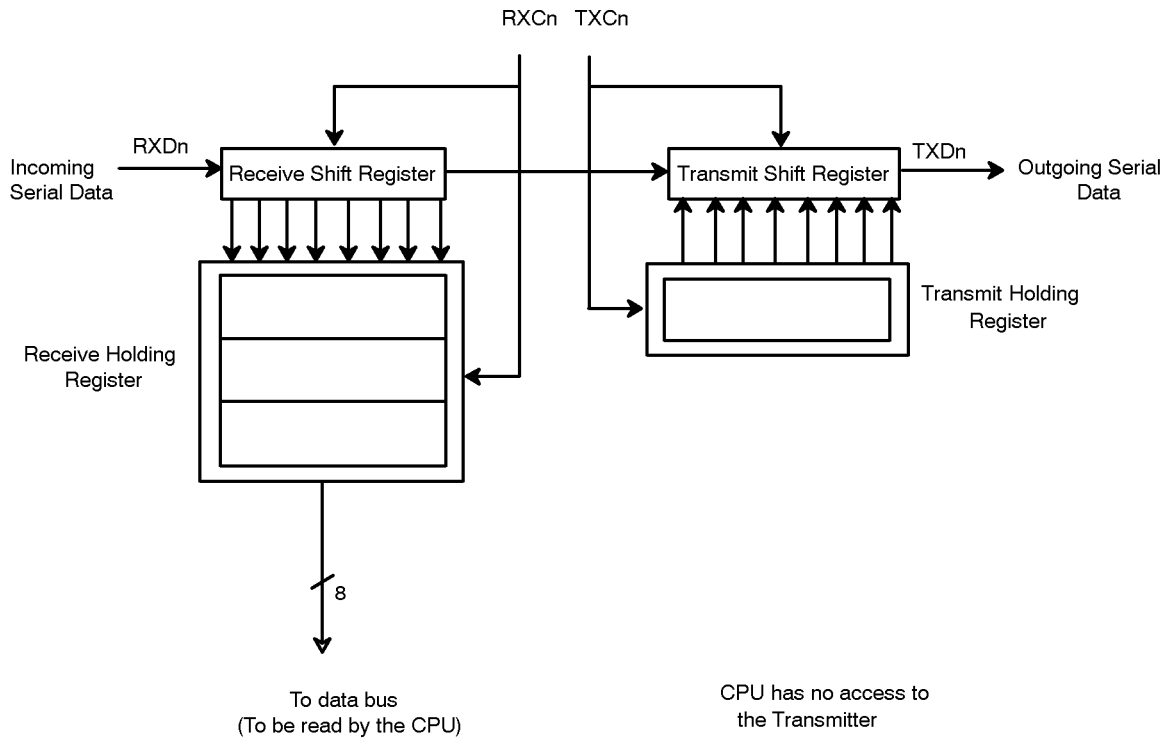 RXCn TXCn
RXDn
Incoming
Serial Data
Receive Shift Register
Transmit Shift Register
TXDn
Outgoing Serial
Data
Receive Holding
Register
Transmit Holding
Register
8
To data bus
(To be read by the CPU)
CPU has no access to
the Transmitter